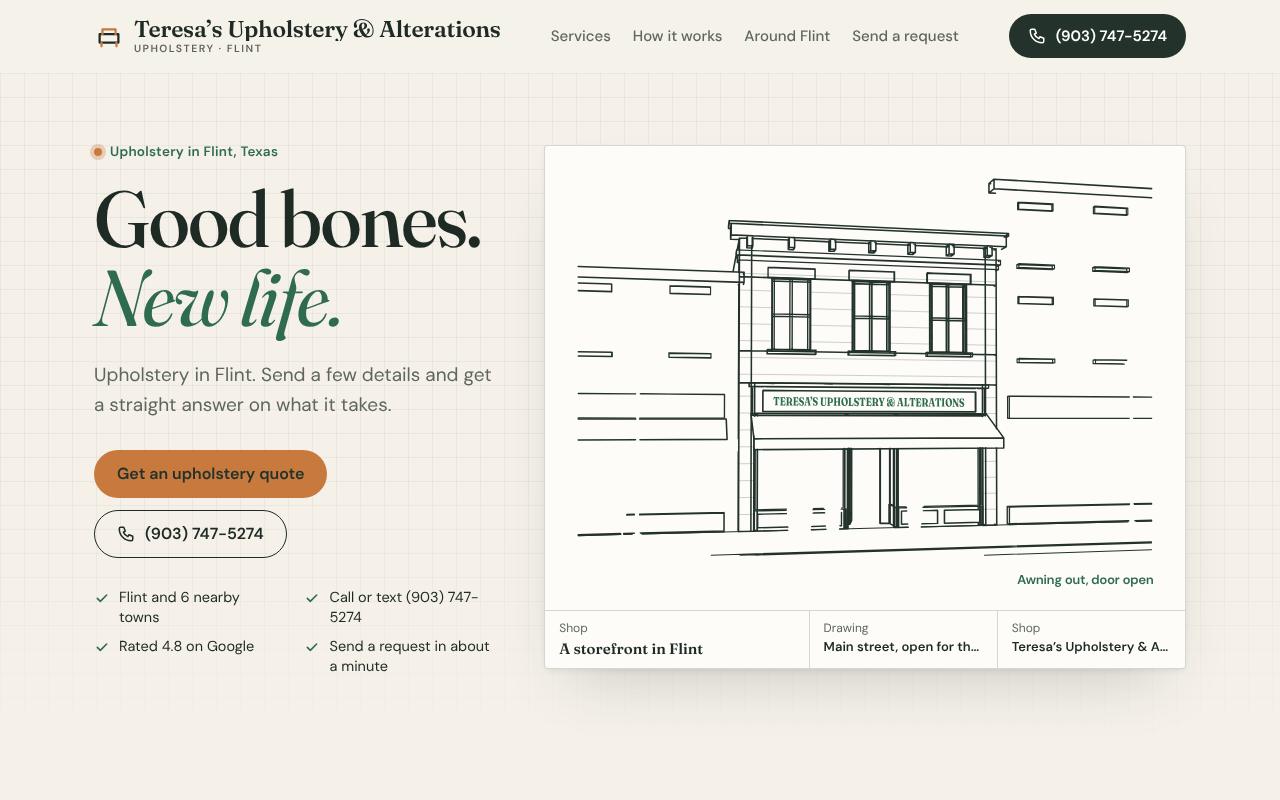 Teresa’s Upholstery & Alterations
UPHOLSTERY · FLINT
Services
How it works
Around Flint
Send a request
(903) 747-5274
Upholstery in Flint, Texas
Good bones.
New life.
Upholstery in Flint. Send a few details and get
a straight answer on what it takes.
Get an upholstery quote
(903) 747-5274
Flint and 6 nearby
towns
Call or text (903) 747-
5274
Rated 4.8 on Google
Send a request in about
a minute
TERESA'S UPHOLSTERY & ALTERATIONS
Awning out, door open
Shop
A storefront in Flint
Drawing
Main street, open for th…
Shop
Teresa’s Upholstery & A…